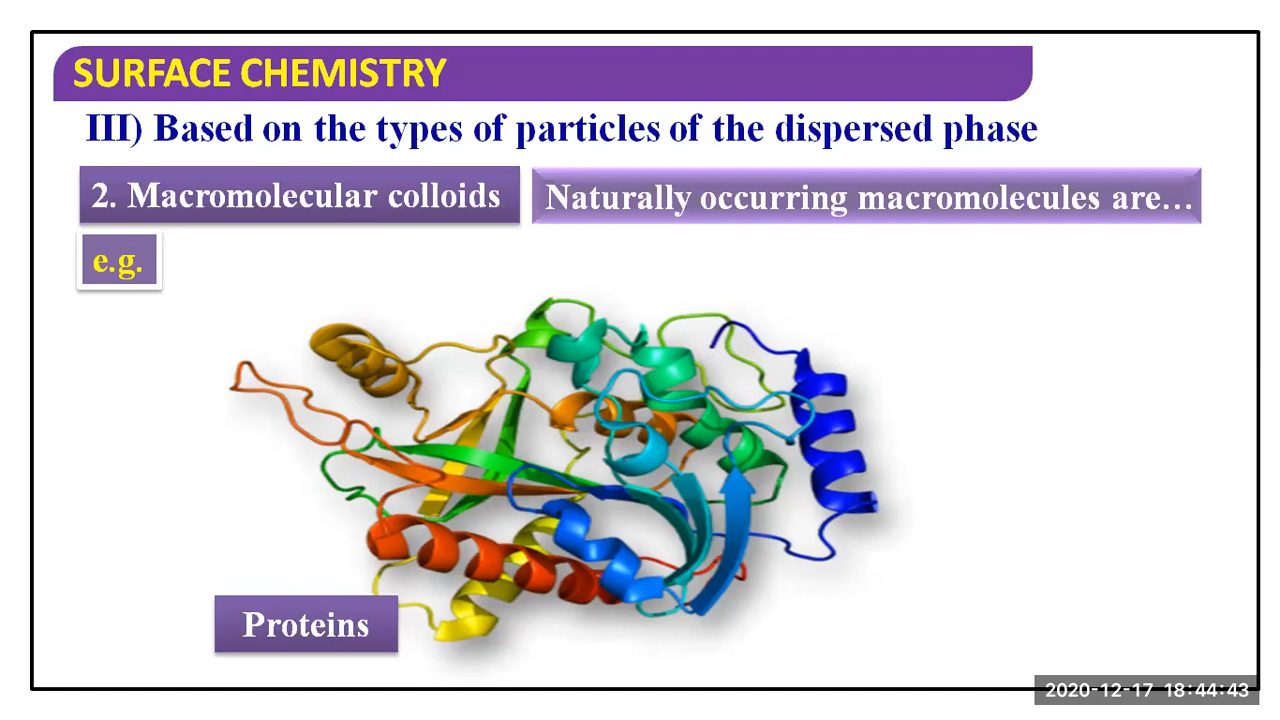 SURFACE CHEMISTRY
III) Based on the types of particles of the dispersed phase
2. Macromolecular colloids
Naturally occurring macromolecules are…
e.g.
Proteins
2020-12-17 18:44:43